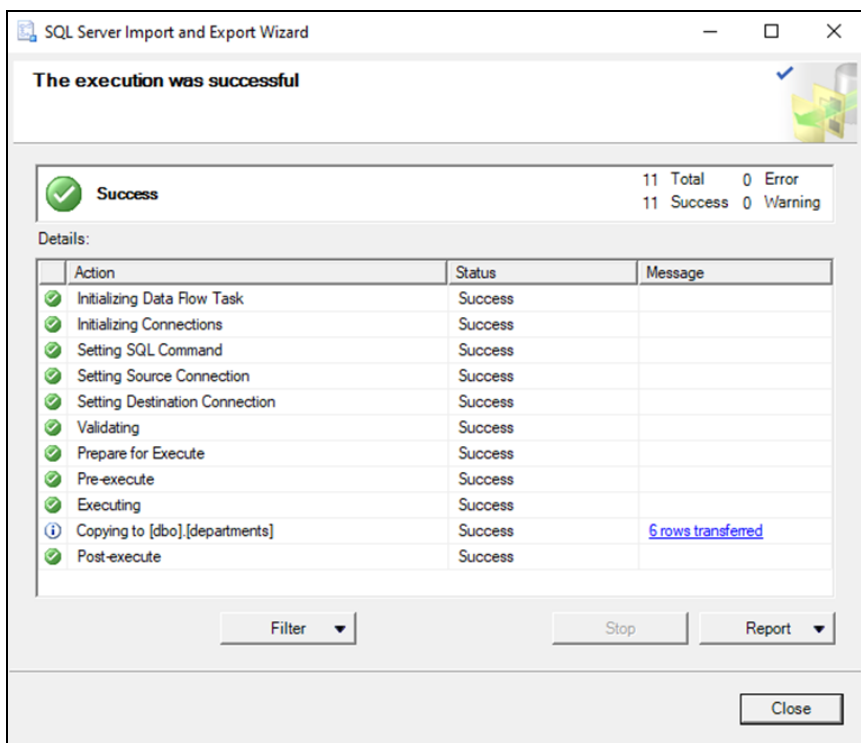 SQL Server Import and Export Wizard
The execution was successful
Success
11 Total 0 Error
11 Success 0 Warning
Details:
Action Status Message
Initializing Data Flow Task Success
Initializing Connections Success
Setting SQL Command Success
Setting Source Connection Success
Setting Destination Connection Success
Validating Success
Prepare for Execute Success
Pre-execute Success
Executing Success
Copying to [dbo].[departments] Success 6 rows transferred
Post-execute Success
Filter Stop Report
Close